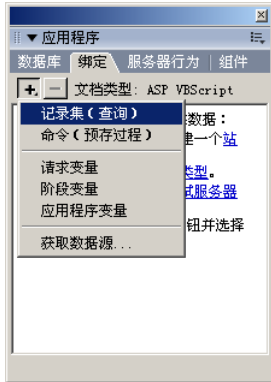 ▼ 应用程序
数据库 绑定 服务器行为 组件
+ - 文档类型: ASP VBScript
记录集(查询) 数据:
命令(预存过程) 建一个站
请求变量 类型。
阶段变量 试服务器
应用程序变量 钮并选择
获取数据源...